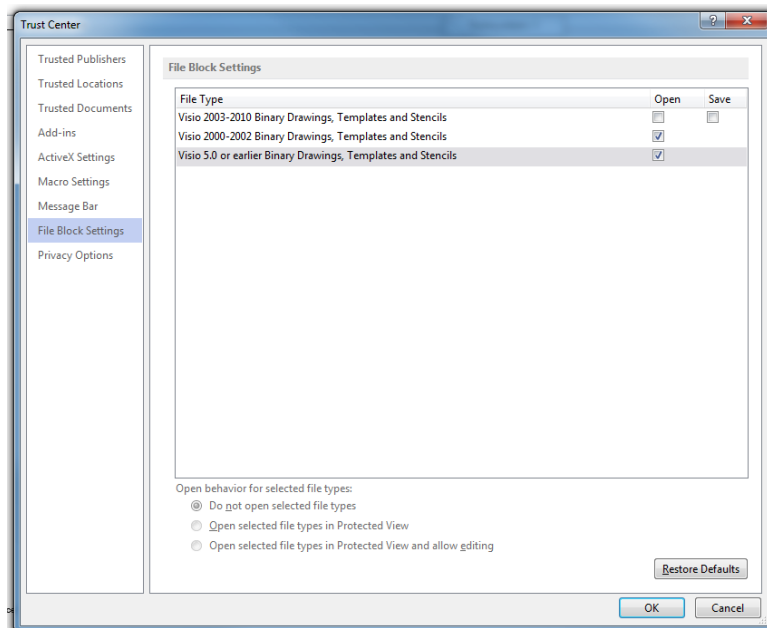 Trust Center
?
X
Trusted Publishers
Trusted Locations
Trusted Documents
Add-ins
ActiveX Settings
Macro Settings
Message Bar
File Block Settings
Privacy Options
File Block Settings
File Type Open Save
Visio 2003-2010 Binary Drawings, Templates and Stencils
Visio 2000-2002 Binary Drawings, Templates and Stencils
Visio 5.0 or earlier Binary Drawings, Templates and Stencils
Open behavior for selected file types:
Do not open selected file types
Open selected file types in Protected View
Open selected file types in Protected View and allow editing
Restore Defaults
OK Cancel